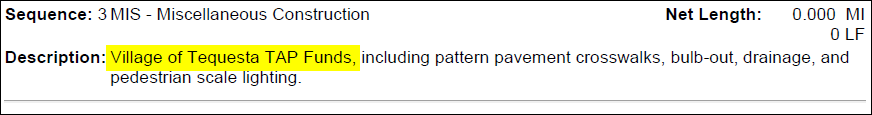 Sequence: 3 MIS - Miscellaneous Construction Net Length: 0.000 MI
0 LF
Description: Village of Tequesta TAP Funds, including pattern pavement crosswalks, bulb-out, drainage, and
pedestrian scale lighting.